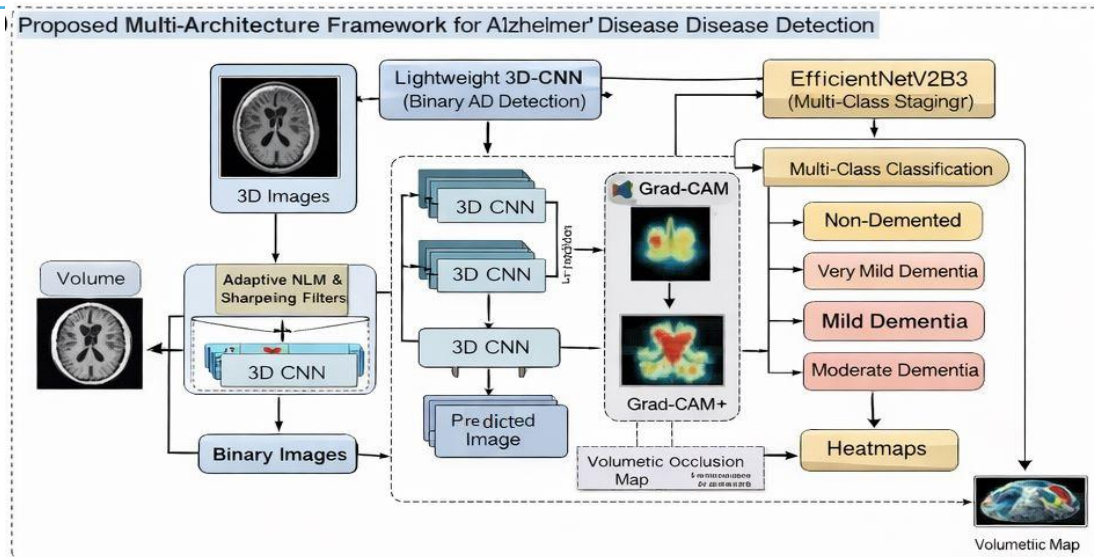 Proposed Multi-Architecture Framework for Alzheimer' Disease Disease Detection
Lightweight 3D-CNN
(Binary AD Detection)
EfficientNetV2B3
(Multi-Class Stagingr)
3D Images
Multi-Class Classification
3D CNN
Grad-CAM
Non-Demented
Volume
Adaptive NLM &
Sharpeing Filters
3D CNN
Very Mild Dementia
3D CNN
Mild Dementia
3D CNN
Moderate Dementia
Grad-CAM+
Predicted
Image
Binary Images
Volumetic Occlusion
Map
Heatmaps
Volumetiic Map